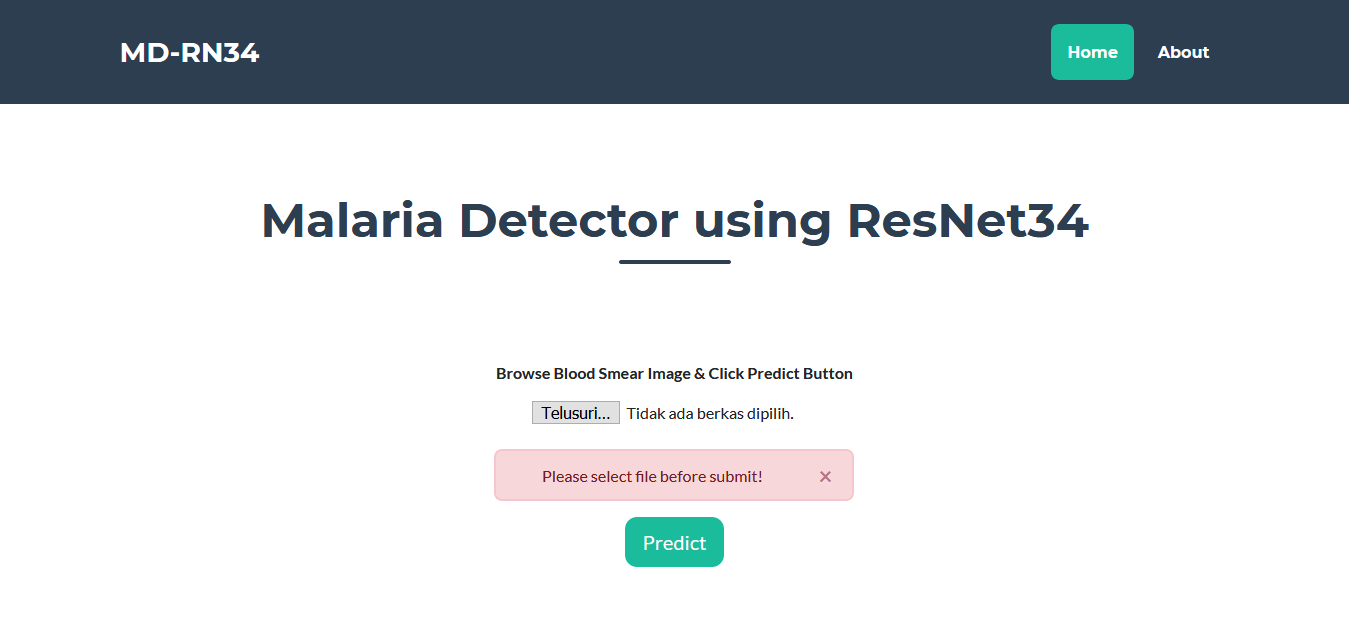 MD-RN34
Home
About
Malaria Detector using ResNet34
Browse Blood Smear Image & Click Predict Button
Telusuri... Tidak ada berkas dipilih.
Please select file before submit! ×
Predict